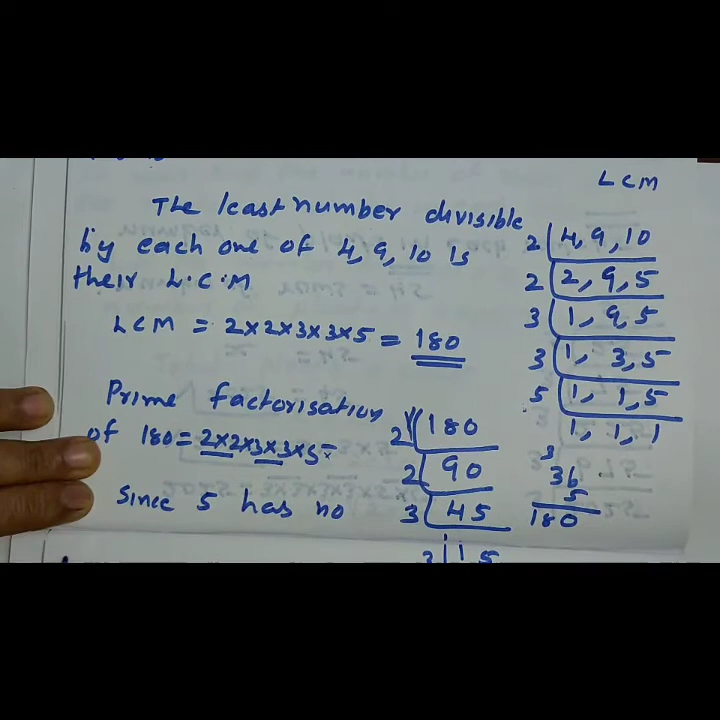 LCM
The least number divisible
by each one of 4, 9, 10 is
their L.C.M
LCM = 2×2×3×3×5 = 180
2 4, 9, 10
2 2, 9, 5
3 1, 9, 5
3 1, 3, 5
5 1, 1, 5
1, 1, 1
3
36
5
180
Prime factorisation
of 180 = 2×2×3×3×5
Since 5 has no
2 180
2 90
3 45
3 15